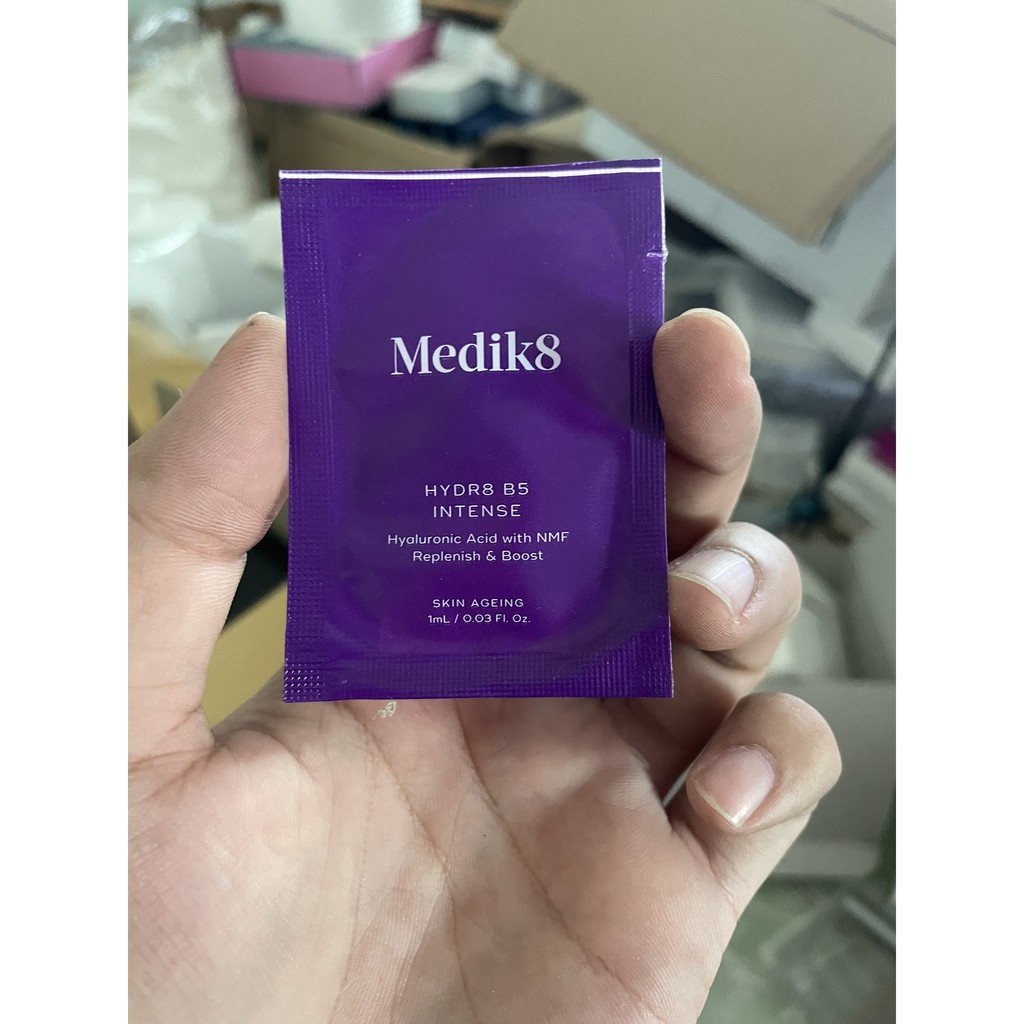 Medik8
HYDR8 B5
INTENSE
Hyaluronic Acid with NMF
Replenish & Boost
SKIN AGEING
1mL / 0.03 Fl. Oz.